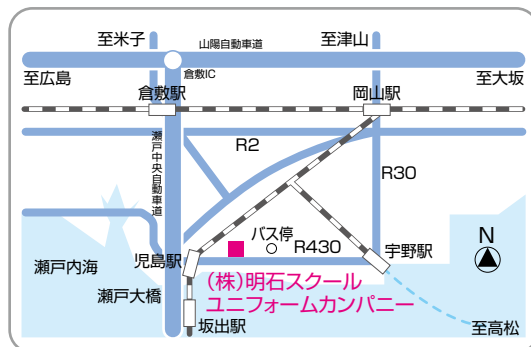 至米子
山陽自動車道
至津山
至広島
倉敷IC
至大坂
倉敷駅
岡山駅
瀬戸中央自動車道
R2
R30
バス停
R430
児島駅
宇野駅
N
瀬戸内海
(株)明石スクール
ユニフォームカンパニー
瀬戸大橋
坂出駅
至高松